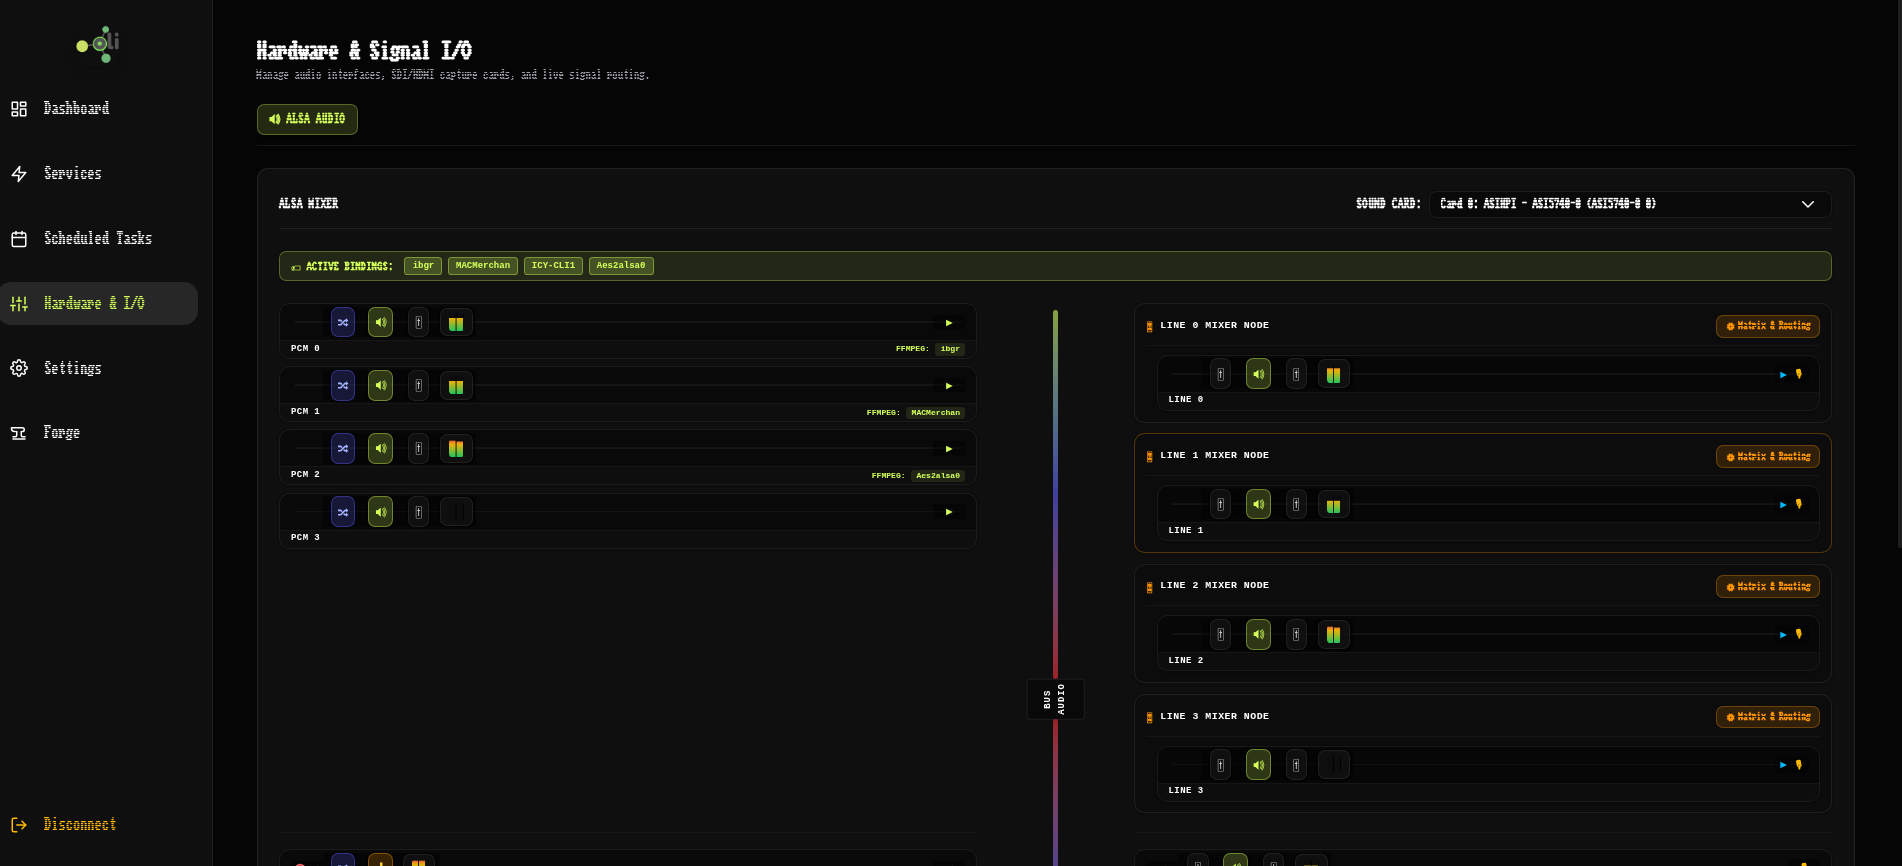 li
Dashboard
Services
Scheduled Tasks
Hardware & I/O
Settings
Forge
Disconnect
Hardware & Signal I/O
Manage audio interfaces, SDI/HDMI capture cards, and live signal routing.
ALSA AUDIO
ALSA MIXER
SOUND CARD: Card 0: ASIHPI - ASI5740-0 (ASI5740-0 0)
ACTIVE BINDINGS: ibgr MACMerchan ICY-CLI1 Aes2alsa0
PCM 0 FFMPEG: ibgr
PCM 1 FFMPEG: MACMerchan
PCM 2 FFMPEG: Aes2alsa0
PCM 3
BUS
AUDIO
LINE 0 MIXER NODE Matrix & Routing
LINE 0
LINE 1 MIXER NODE Matrix & Routing
LINE 1
LINE 2 MIXER NODE Matrix & Routing
LINE 2
LINE 3 MIXER NODE Matrix & Routing
LINE 3